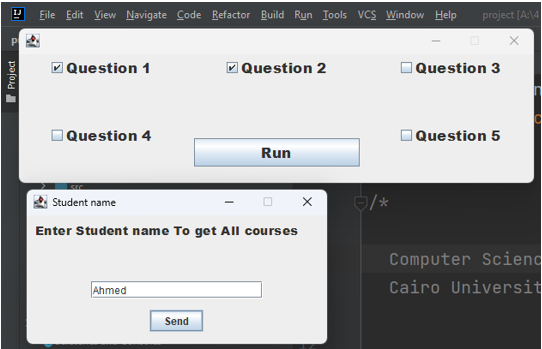 File Edit View Navigate Code Refactor Build Run Tools VCS Window Help project [A:\4
Project
Question 1 Question 2 Question 3
Question 4 Question 5
Run
src
Student name
Enter Student name To get All courses
Ahmed
Send
/*
Computer Scienc
Cairo Universit